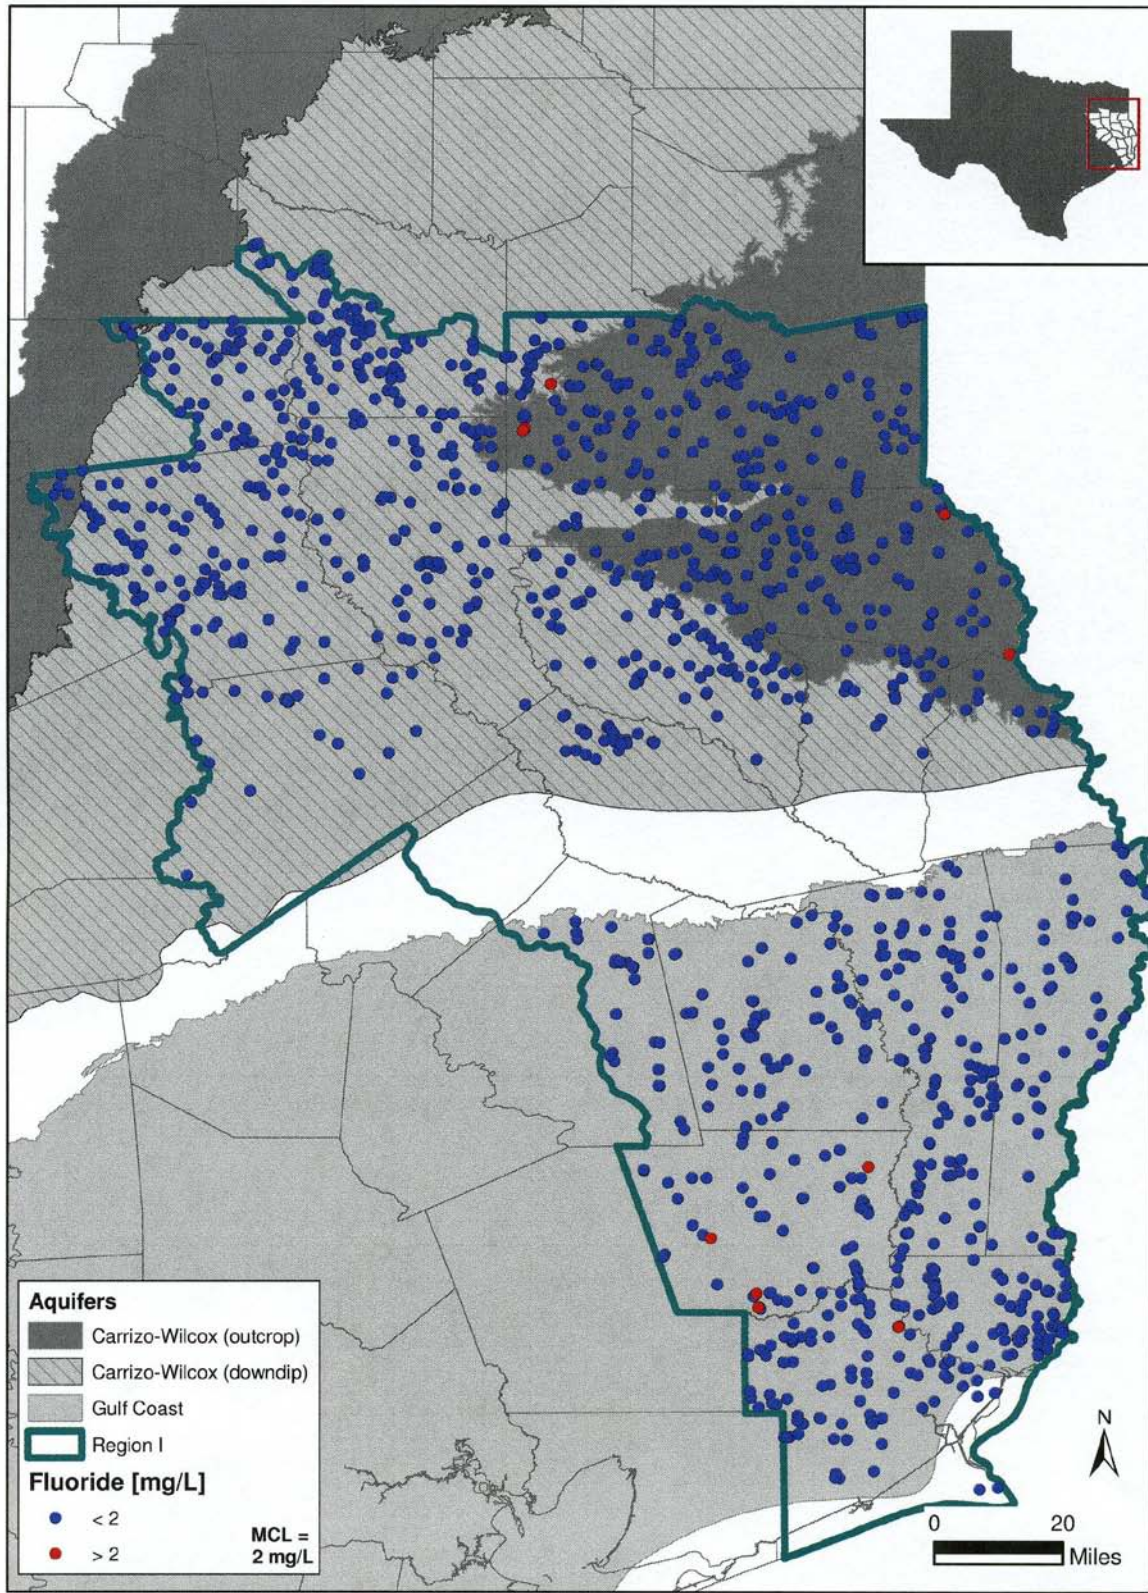 Aquifers
Carrizo-Wilcox (outcrop)
Carrizo-Wilcox (downdip)
Gulf Coast
Region I
Fluoride [mg/L]
< 2
> 2
MCL =
2 mg/L
N
0 20
Miles